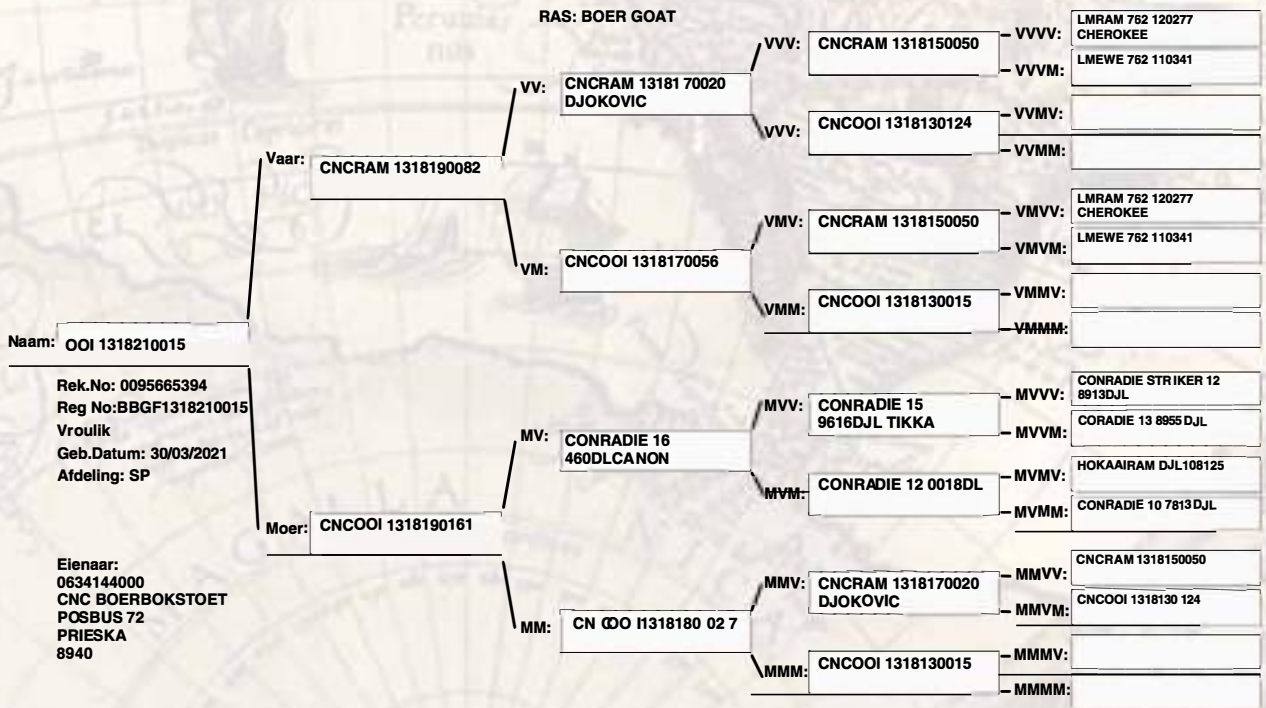 RAS: BOER GOAT
Naam: OOI 1318210015
Rek.No: 0095665394
Reg No:BBGF1318210015
Vroulik
Geb.Datum: 30/03/2021
Afdeling: SP
Eienaar:
0634144000
CNC BOERBOKSTOET
POSBUS 72
PRIESKA
8940
Vaar: CNCRAM 1318190082
Moer: CNCOOI 1318190161
VV: CNCRAM 13181 70020
DJOKOVIC
VM: CNCOOI 1318170056
MV: CONRADIE 16
460DLCANON
MM: CN COO I1318180 02 7
VVV: CNCRAM 1318150050
VVV: CNCOOI 1318130124
VMV: CNCRAM 1318150050
VMM: CNCOOI 1318130015
MVV: CONRADIE 15
9616DJL TIKKA
MVM: CONRADIE 12 0018DL
MMV: CNCRAM 1318170020
DJOKOVIC
MMM: CNCOOI 1318130015
VVVV: LMRAM 762 120277
CHEROKEE
VVVM: LMEWE 762 110341
VVMV:
VVMM:
VMVV: LMRAM 762 120277
CHEROKEE
VMVM: LMEWE 762 110341
VMMV:
VMMM:
MVVV: CONRADIE STRIKER 12
8913DJL
MVVM: CORADIE 13 8955 DJL
MVMV: HOKAAIRAM DJL108125
MVMM: CONRADIE 10 7813 DJL
MMVV: CNCRAM 1318150050
MMVM: CNCOOI 1318130 124
MMMV:
MMMM: